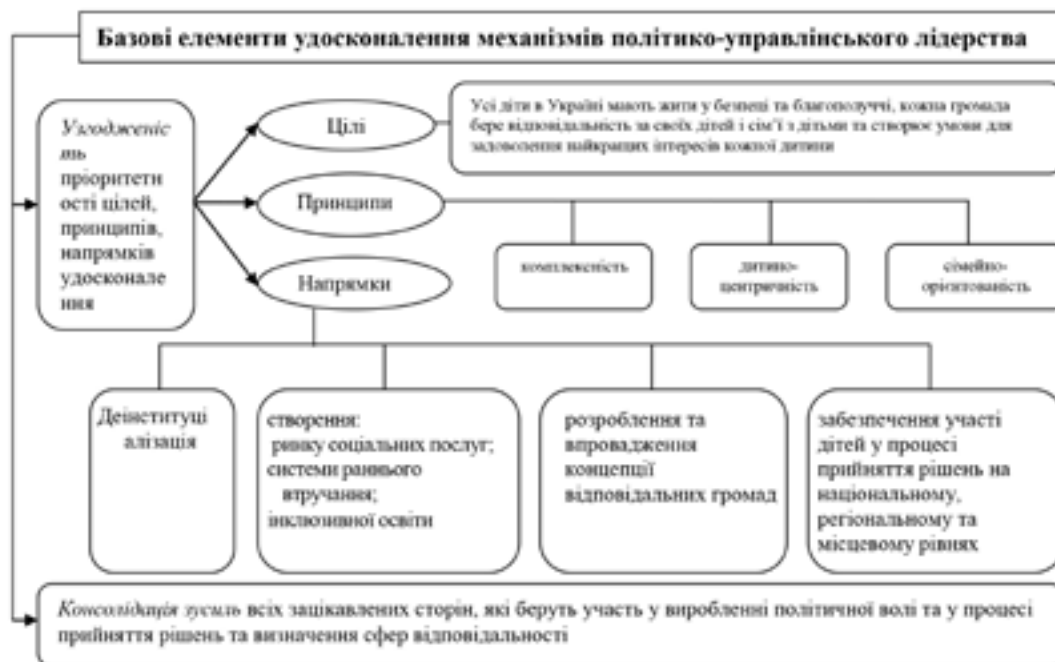 Базові елементи удосконалення механізмів політико-управлінського лідерства
Узгодженіс
ть
пріоритетн
ості цілей,
принципів,
напрямків
удосконале
ння
Цілі
Усі діти в Україні мають жити у безпеці та благополуччі, кожна громада
бере відповідальність за своїх дітей і сім'ї з дітьми та створює умови для
задоволення найкращих інтересів кожної дитини
Принципи
комплексність
дитино-
центричність
сімейно-
орієнтованість
Напрямки
Деінституці
алізація
створення:
ринку соціальних послуг;
системи раннього
втручання;
інклюзивної освіти
розроблення та
впровадження
концепції
відповідальних громад
забезпечення участі
дітей у процесі
прийняття рішень на
національному,
регіональному та
місцевому рівнях
Консолідація зусиль всіх зацікавлених сторін, які беруть участь у виробленні політичної волі та у процесі
прийняття рішень та визначення сфер відповідальності